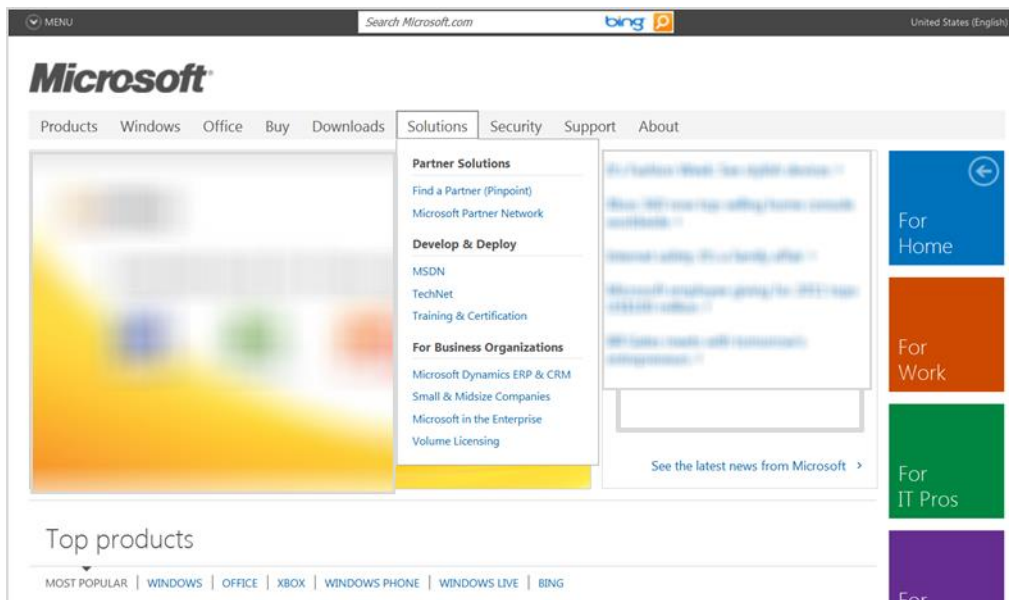 MENU
Search Microsoft.com
bing
United States (English)
Microsoft
Products Windows Office Buy Downloads Solutions Security Support About
Partner Solutions
Find a Partner (Pinpoint)
Microsoft Partner Network
Develop & Deploy
MSDN
TechNet
Training & Certification
For Business Organizations
Microsoft Dynamics ERP & CRM
Small & Midsize Companies
Microsoft in the Enterprise
Volume Licensing
See the latest news from Microsoft
For
Home
For
Work
For
IT Pros
For
Top products
MOST POPULAR | WINDOWS | OFFICE | XBOX | WINDOWS PHONE | WINDOWS LIVE | BING